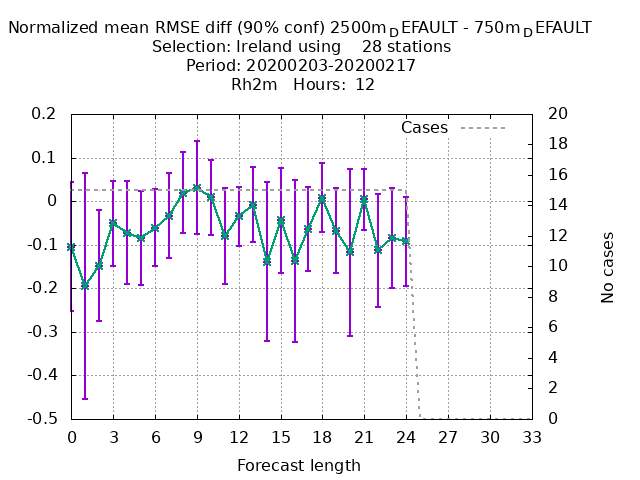 Normalized mean RMSE diff (90% conf) 2500m_DEFAULT - 750m_DEFAULT
Selection: Ireland using 28 stations
Period: 20200203-20200217
Rh2m Hours: 12
Cases
0.2
0.1
0
-0.1
-0.2
-0.3
-0.4
-0.5
20
18
16
14
12
10
8
6
4
2
0
No cases
0 3 6 9 12 15 18 21 24 27 30 33
Forecast length